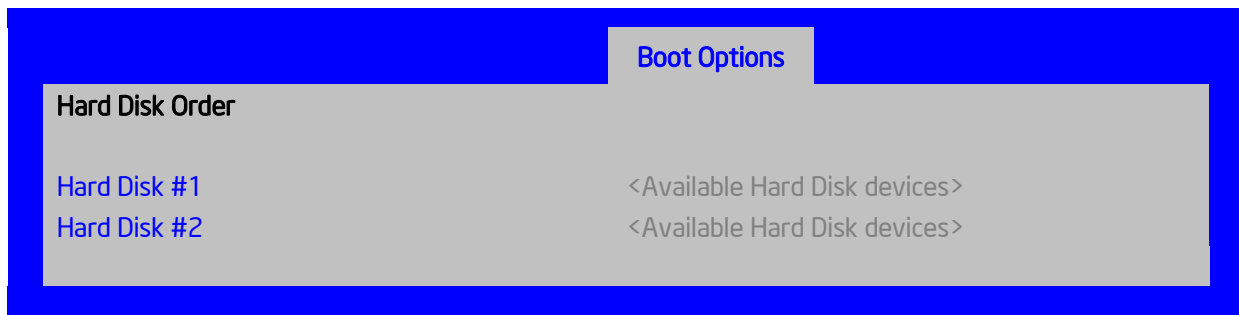 Boot Options
Hard Disk Order
Hard Disk #1 <Available Hard Disk devices>
Hard Disk #2 <Available Hard Disk devices>